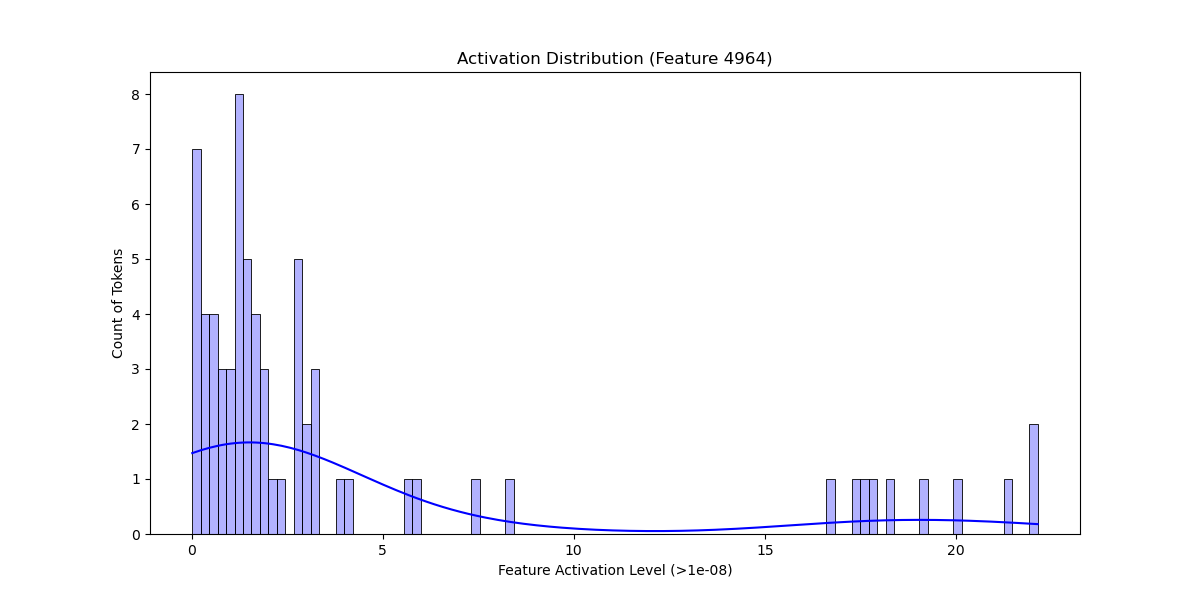 Activation Distribution (Feature 4964)
Count of Tokens
8
7
6
5
4
3
2
1
0
0 5 10 15 20
Feature Activation Level (>1e-08)